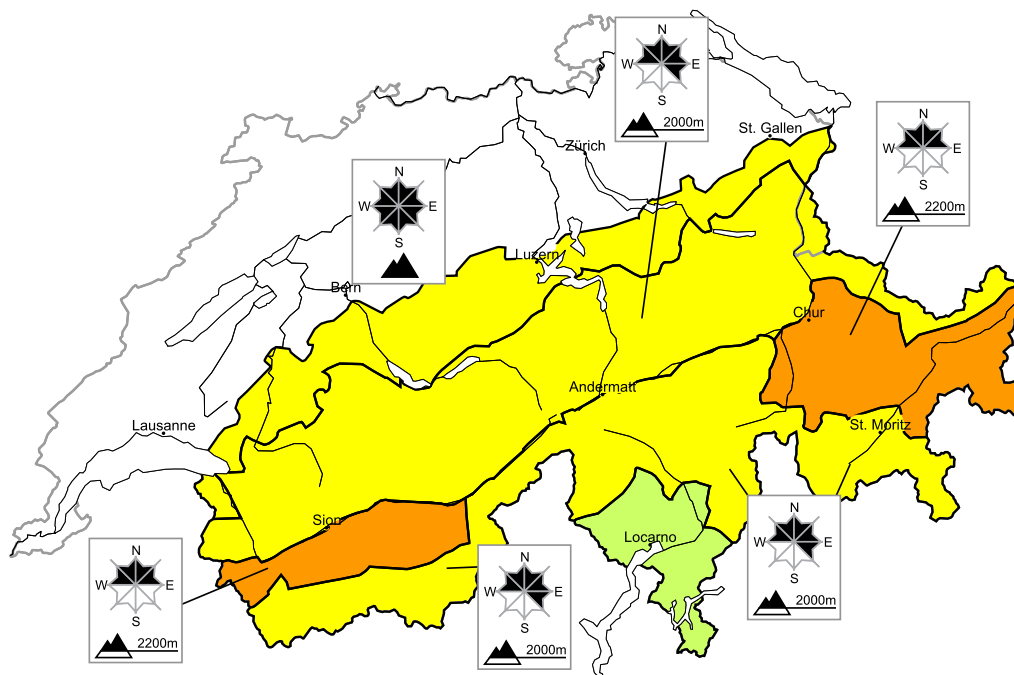 N
W E
S
2000m
St. Gallen
N
W E
S
2200m
Zürich
N
W E
S
Luzern
Bern
Chur
Andermatt
Lausanne
St. Moritz
Sion
Locarno
N
W E
S
2000m
N
W E
S
2200m
N
W E
S
2000m